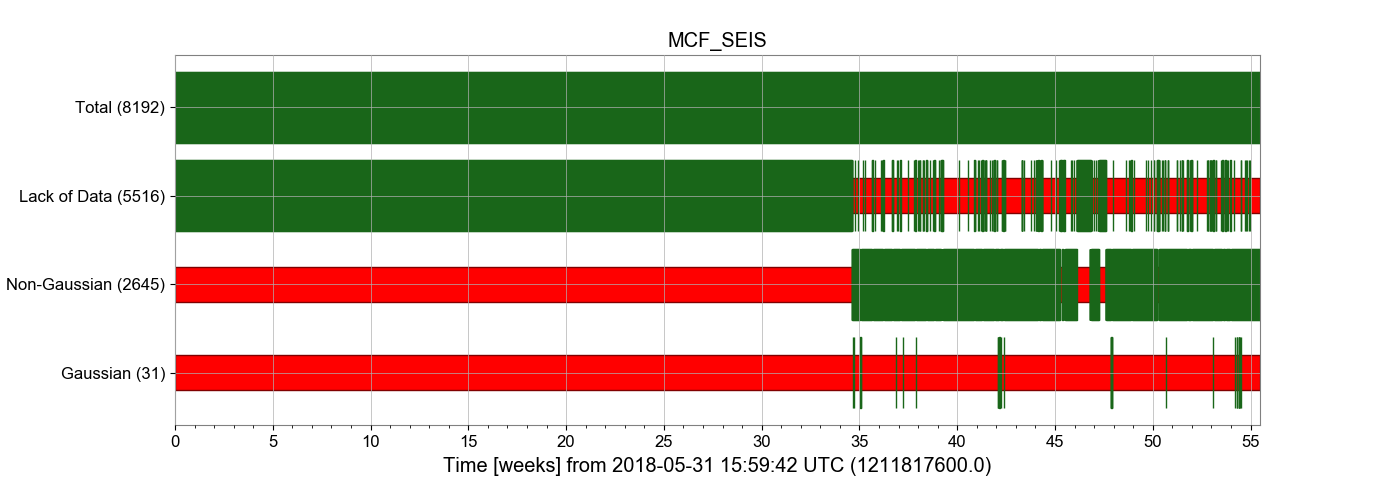 MCF_SEIS
Total (8192)
Lack of Data (5516)
Non-Gaussian (2645)
Gaussian (31)
0 5 10 15 20 25 30 35 40 45 50 55
Time [weeks] from 2018-05-31 15:59:42 UTC (1211817600.0)